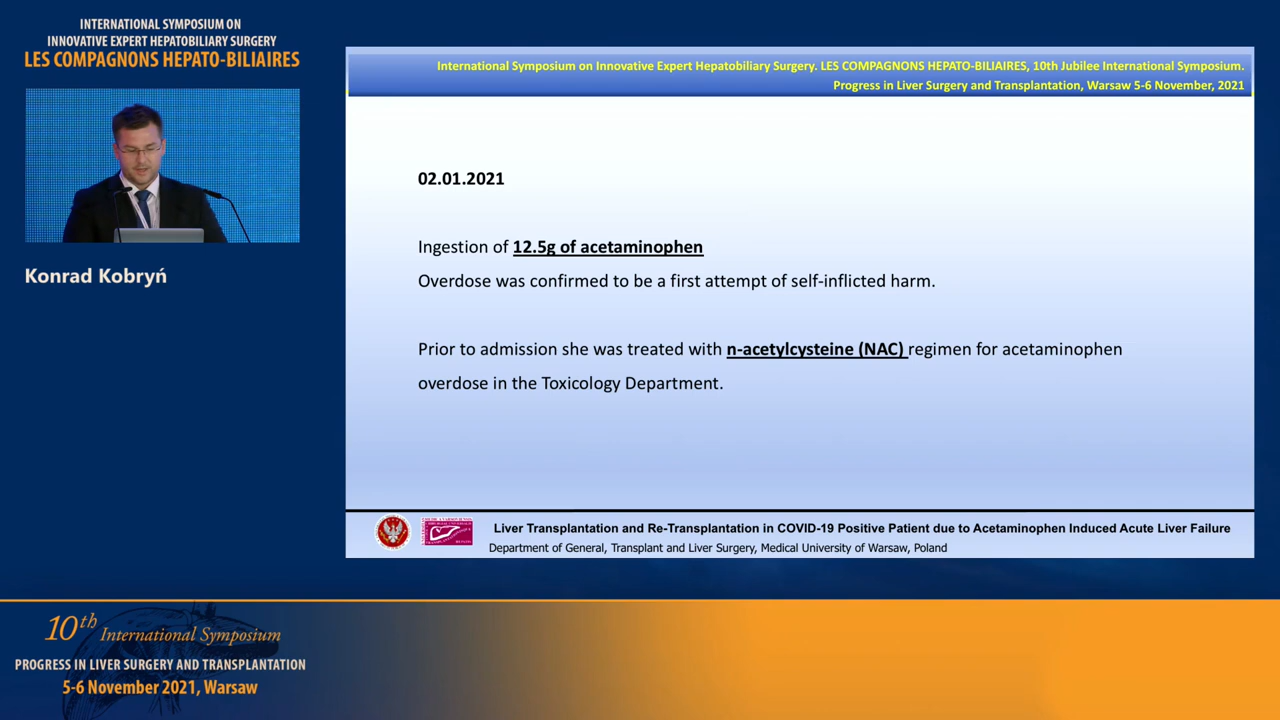 INTERNATIONAL SYMPOSIUM ON
INNOVATIVE EXPERT HEPATOBILIARY SURGERY
LES COMPAGNONS HEPATO-BILIAIRES
Konrad Kobryń
International Symposium on Innovative Expert Hepatobiliary Surgery. LES COMPAGNONS HEPATO-BILIAIRES, 10th Jubilee International Symposium.
Progress in Liver Surgery and Transplantation, Warsaw 5-6 November, 2021
02.01.2021
Ingestion of 12.5g of acetaminophen
Overdose was confirmed to be a first attempt of self-inflicted harm.
Prior to admission she was treated with n-acetylcysteine (NAC) regimen for acetaminophen
overdose in the Toxicology Department.
Liver Transplantation and Re-Transplantation in COVID-19 Positive Patient due to Acetaminophen Induced Acute Liver Failure
Department of General, Transplant and Liver Surgery, Medical University of Warsaw, Poland
10th International Symposium
PROGRESS IN LIVER SURGERY AND TRANSPLANTATION
5-6 November 2021, Warsaw